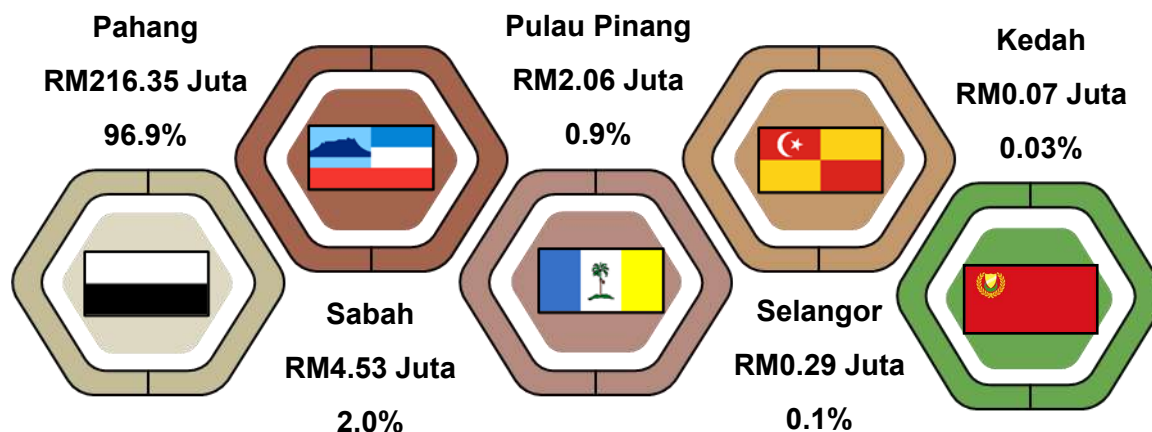 Pahang
RM216.35 Juta
96.9%
Sabah
RM4.53 Juta
2.0%
Pulau Pinang
RM2.06 Juta
0.9%
Selangor
RM0.29 Juta
0.1%
Kedah
RM0.07 Juta
0.03%